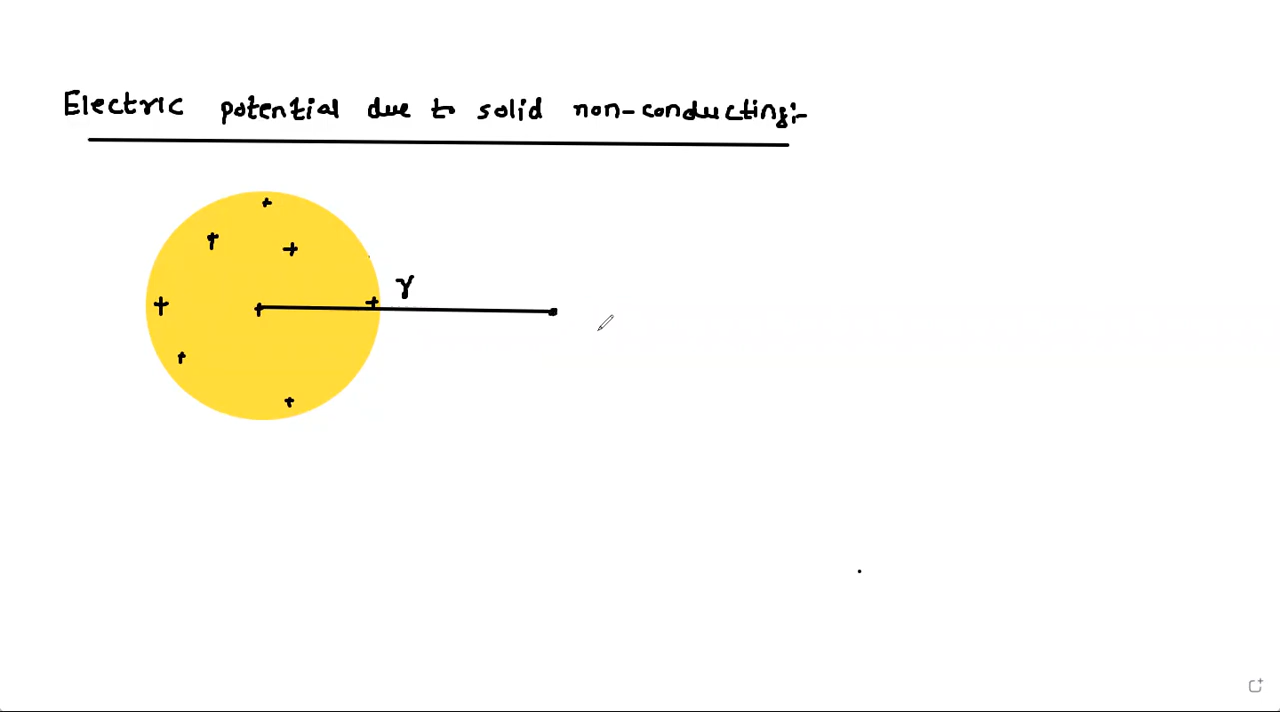 Electric potential due to solid non-conducting:-
+
+ +
+ + r
+
+
+